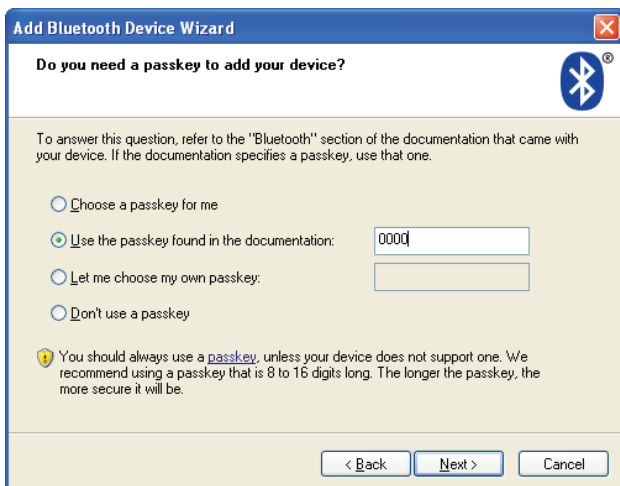 Add Bluetooth Device Wizard
Do you need a passkey to add your device?
®
To answer this question, refer to the "Bluetooth" section of the documentation that came with
your device. If the documentation specifies a passkey, use that one.
Choose a passkey for me
Use the passkey found in the documentation: 0000
Let me choose my own passkey:
Don't use a passkey
You should always use a passkey, unless your device does not support one. We
recommend using a passkey that is 8 to 16 digits long. The longer the passkey, the
more secure it will be.
< Back Next > Cancel